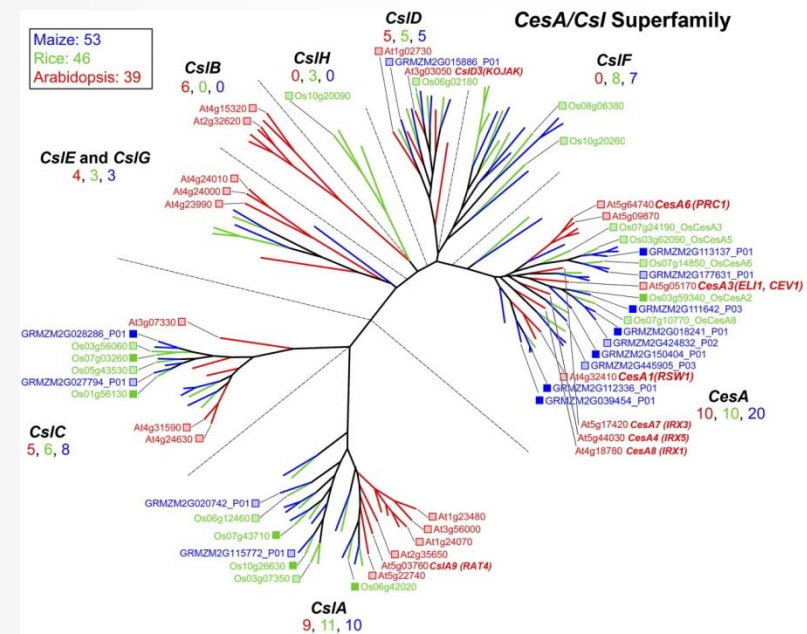 CesA/Csl Superfamily
Maize: 53
Rice: 46
Arabidopsis: 39
CslD
5, 5, 5
At1g02730
GRMZM2G015886_P01
At3g03050 CslD3(KOJAK)
Os06g02180
CslH
0, 3, 0
Os10g20090
CslB
6, 0, 0
At4g15320
At2g32620
CslF
0, 8, 7
Os08g06380
Os10g20260
CslE and CslG
4, 3, 3
At4g24010
At4g24000
At4g23990
At5g64740 CesA6(PRC1)
At5g09870
Os07g24190_OsCesA3
Os03g62090_OsCesA5
GRMZM2G113137_P01
Os07g14850_OsCesA6
GRMZM2G177631_P01
At5g05170 CesA3(ELI1, CEV1)
Os03g59340_OsCesA2
GRMZM2G111642_P03
Os07g10770_OsCesA8
GRMZM2G018241_P01
GRMZM2G424832_P02
GRMZM2G150404_P01
GRMZM2G445905_P03
At4g32410 CesA1(RSW1)
GRMZM2G112336_P01
GRMZM2G039454_P01
CesA
10, 10, 20
At5g17420 CesA7 (IRX3)
At5g44030 CesA4 (IRX5)
At4g18780 CesA8 (IRX1)
At3g07330
GRMZM2G028286_P01
Os03g56060
Os07g03260
Os05g43530
GRMZM2G027794_P01
Os01g56130
At4g31590
At4g24630
CslC
5, 6, 8
GRMZM2G020742_P01
Os06g12460
Os07g43710
GRMZM2G115772_P01
Os10g26630
Os03g07350
At1g23480
At3g56000
At1g24070
At2g35650
At5g03760 CslA9 (RAT4)
At5g22740
Os06g42020
CslA
9, 11, 10